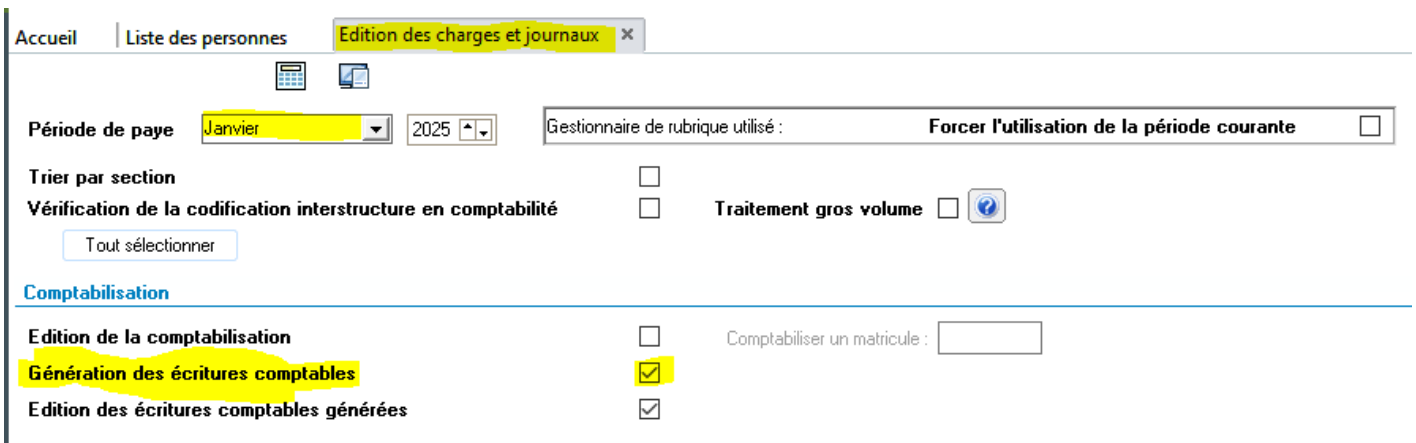 Accueil Liste des personnes Edition des charges et journaux ×
Période de paye Janvier 2025 Gestionnaire de rubrique utilisé : Forcer l'utilisation de la période courante
Trier par section
Vérification de la codification interstructure en comptabilité Traitement gros volume ?
Tout sélectionner
Comptabilisation
Edition de la comptabilisation Comptabiliser un matricule :
Génération des écritures comptables
Edition des écritures comptables générées